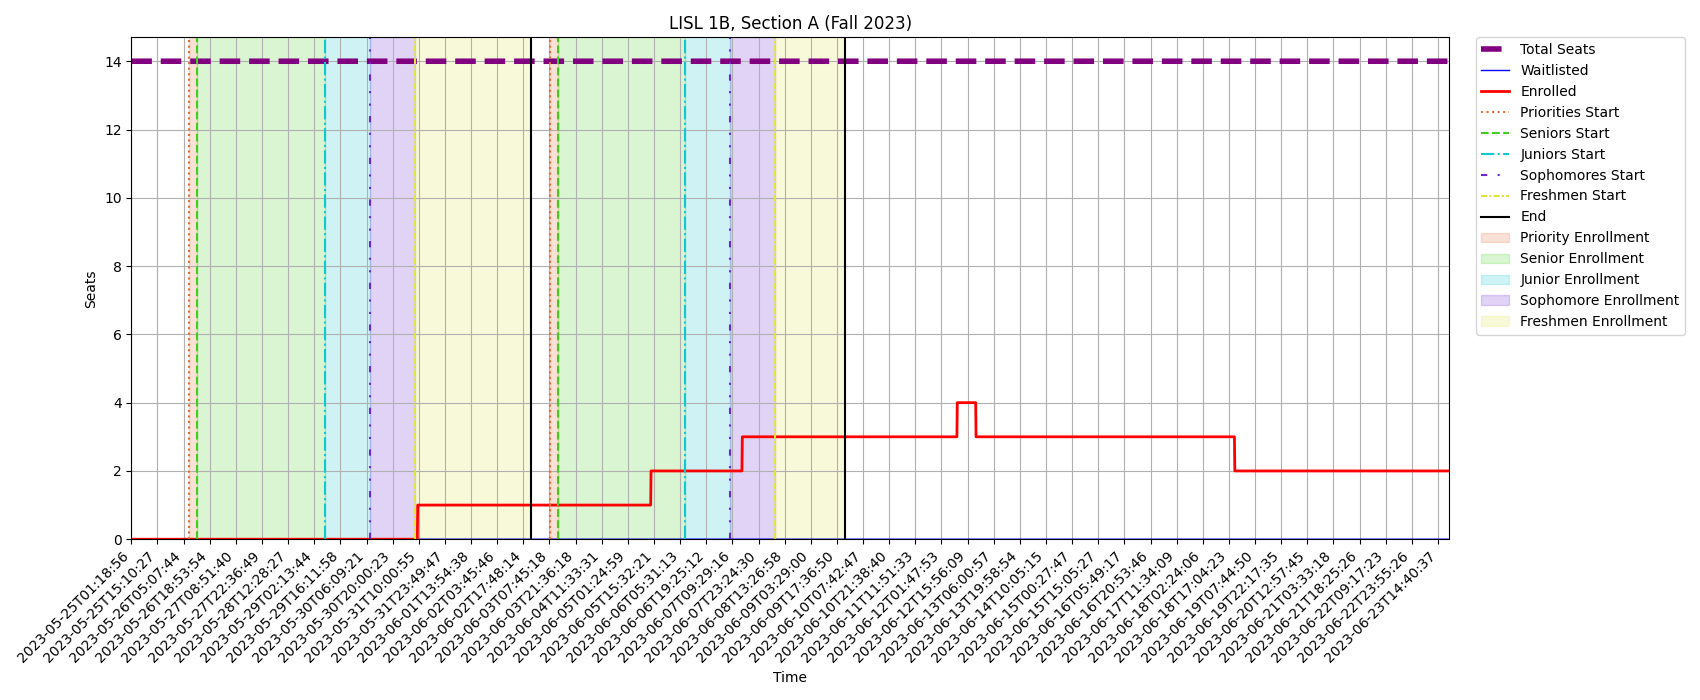 LISL 1B, Section A (Fall 2023)
Seats
14
12
10
8
6
4
2
0
2023-05-25T01:18:56
2023-05-25T15:10:27
2023-05-26T05:07:44
2023-05-26T18:53:54
2023-05-27T08:51:40
2023-05-27T22:36:49
2023-05-28T12:28:27
2023-05-29T02:13:44
2023-05-29T16:11:58
2023-05-30T06:09:21
2023-05-30T20:00:23
2023-05-31T10:00:55
2023-05-31T23:49:47
2023-06-01T13:54:38
2023-06-02T03:45:46
2023-06-02T17:48:14
2023-06-03T07:45:18
2023-06-03T21:36:18
2023-06-04T11:33:31
2023-06-05T01:24:59
2023-06-05T15:32:21
2023-06-06T05:31:13
2023-06-06T19:25:12
2023-06-07T09:29:16
2023-06-07T23:24:30
2023-06-08T13:26:58
2023-06-09T03:29:00
2023-06-09T17:36:50
2023-06-10T07:42:47
2023-06-10T21:38:40
2023-06-11T11:51:33
2023-06-12T01:47:53
2023-06-12T15:56:09
2023-06-13T06:00:57
2023-06-13T19:58:54
2023-06-14T10:05:15
2023-06-15T00:27:47
2023-06-15T15:05:27
2023-06-16T05:49:17
2023-06-16T20:53:46
2023-06-17T11:34:09
2023-06-18T02:24:06
2023-06-18T17:04:23
2023-06-19T07:44:50
2023-06-19T22:17:35
2023-06-20T12:57:45
2023-06-21T03:33:18
2023-06-21T18:25:26
2023-06-22T09:17:23
2023-06-22T23:55:26
2023-06-23T14:40:37
Time
Total Seats
Waitlisted
Enrolled
Priorities Start
Seniors Start
Juniors Start
Sophomores Start
Freshmen Start
End
Priority Enrollment
Senior Enrollment
Junior Enrollment
Sophomore Enrollment
Freshmen Enrollment